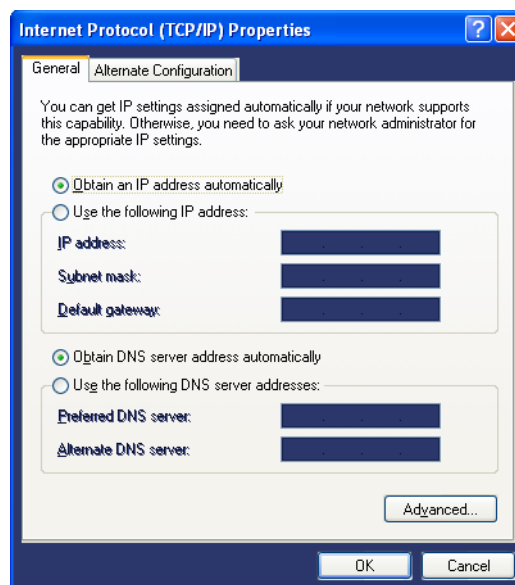 Internet Protocol (TCP/IP) Properties
General
Alternate Configuration
You can get IP settings assigned automatically if your network supports
this capability. Otherwise, you need to ask your network administrator for
the appropriate IP settings.
Obtain an IP address automatically
Use the following IP address:
IP address:
Subnet mask:
Default gateway:
Obtain DNS server address automatically
Use the following DNS server addresses:
Preferred DNS server:
Alternate DNS server:
Advanced...
OK
Cancel